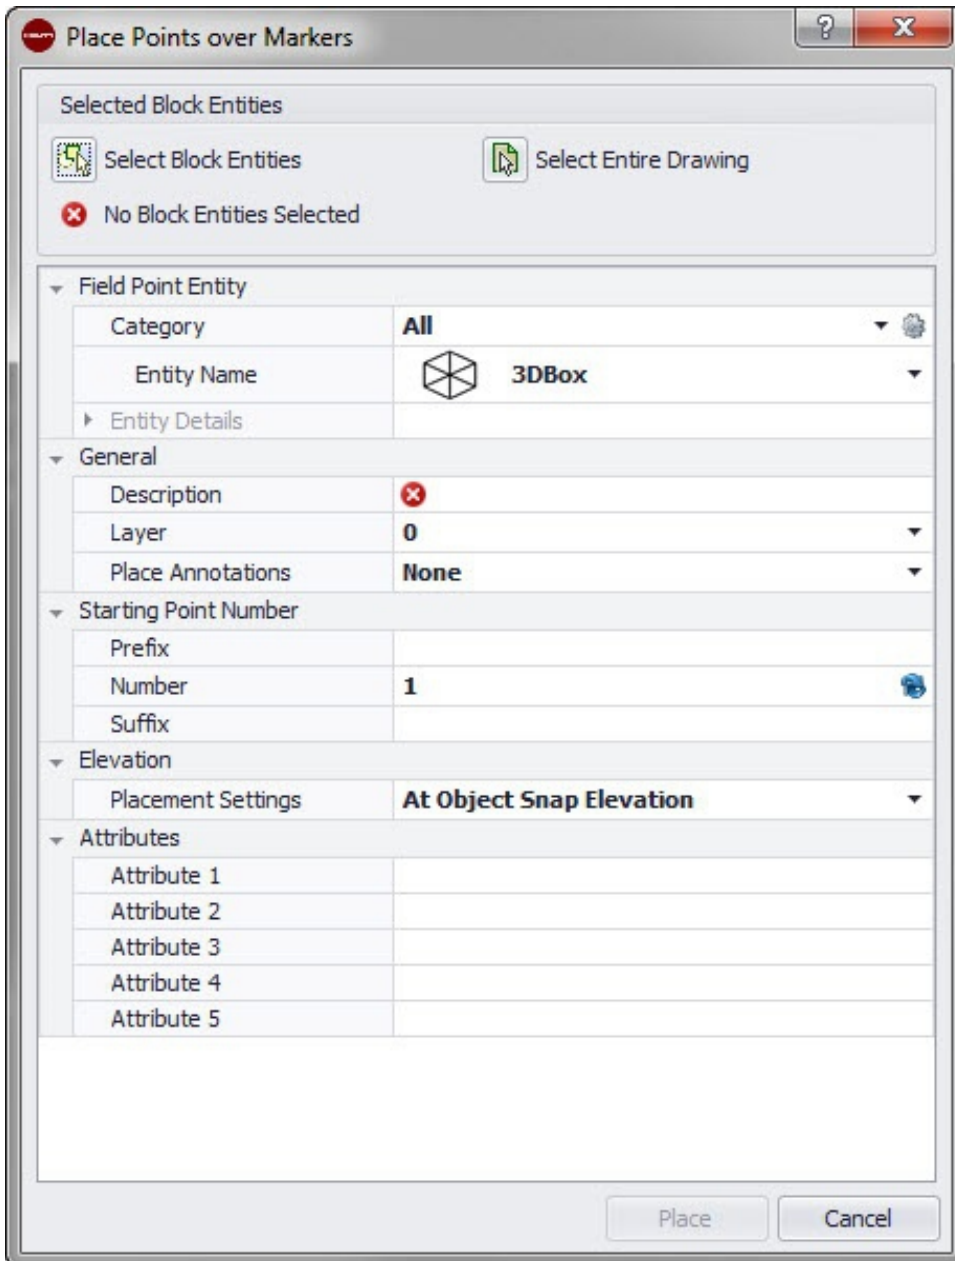 Place Points over Markers
?
Selected Block Entities
Select Block Entities Select Entire Drawing
No Block Entities Selected
Field Point Entity
Category All
Entity Name 3DBox
Entity Details
General
Description
Layer 0
Place Annotations None
Starting Point Number
Prefix
Number 1
Suffix
Elevation
Placement Settings At Object Snap Elevation
Attributes
Attribute 1
Attribute 2
Attribute 3
Attribute 4
Attribute 5
Place Cancel